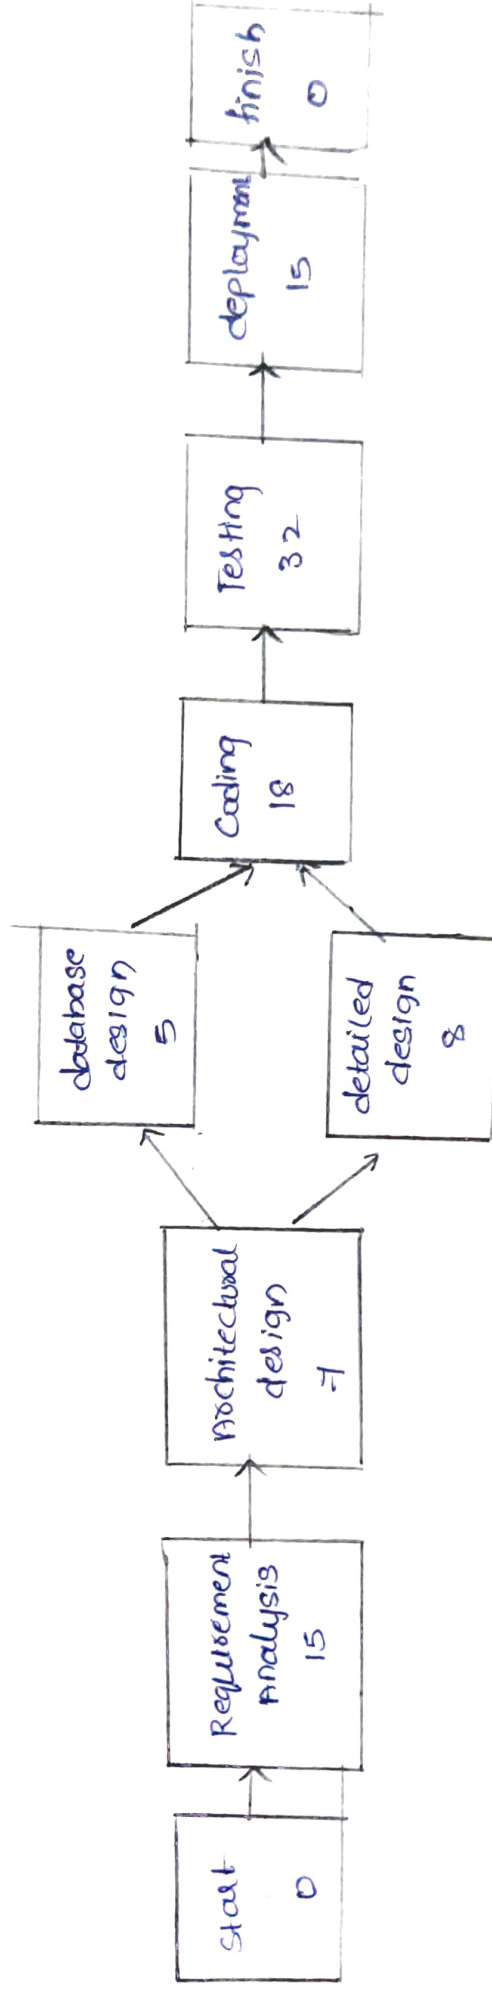 Start
0
Requirement
Analysis
15
Architectural
design
7
database
design
5
detailed
design
8
Coding
18
Testing
32
deployment
15
finish
0